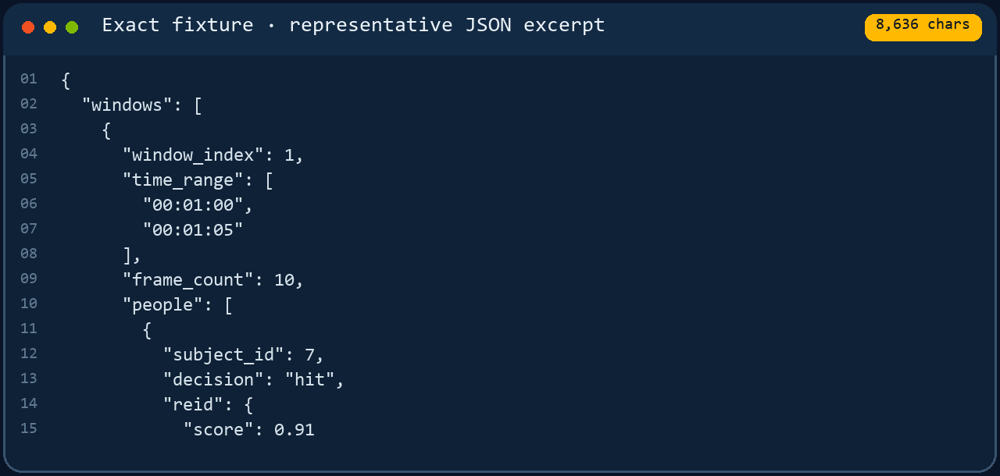 Exact fixture · representative JSON excerpt
8,636 chars
01 {
02   "windows": [
03     {
04       "window_index": 1,
05       "time_range": [
06         "00:01:00",
07         "00:01:05"
08       ],
09       "frame_count": 10,
10       "people": [
11         {
12           "subject_id": 7,
13           "decision": "hit",
14           "reid": {
15             "score": 0.91